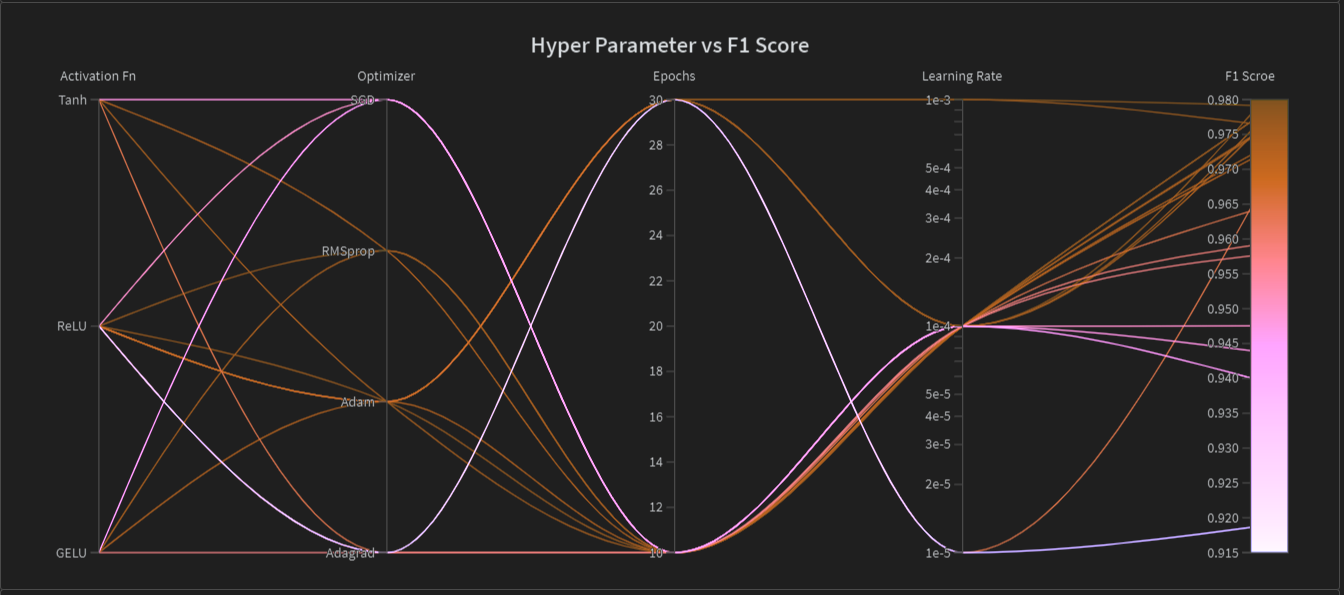 Hyper Parameter vs F1 Score
Activation Fn
Optimizer
Epochs
Learning Rate
F1 Scroe
Tanh
ReLU
GELU
SGD
RMSprop
Adam
Adagrad
30
28
26
24
22
20
18
16
14
12
10
1e-3
5e-4
4e-4
3e-4
2e-4
1e-4
5e-5
4e-5
3e-5
2e-5
1e-5
0.980
0.975
0.970
0.965
0.960
0.955
0.950
0.945
0.940
0.935
0.930
0.925
0.920
0.915